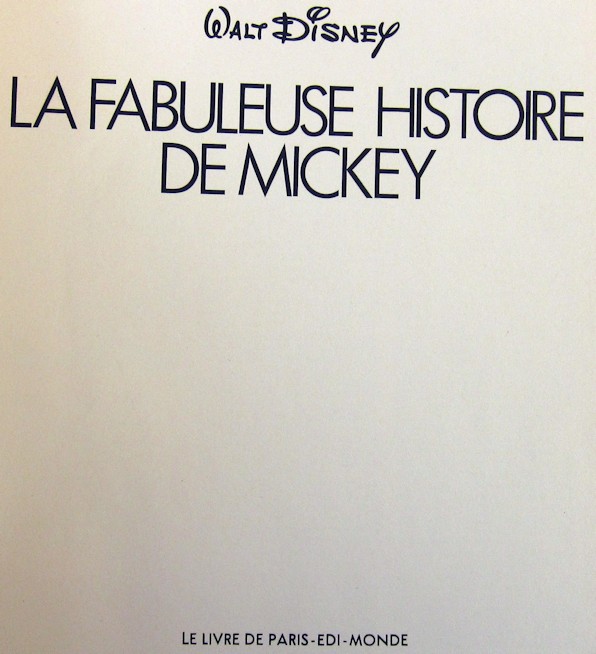 WALT DISNEY
LA FABULEUSE HISTOIRE
DE MICKEY
LE LIVRE DE PARIS-EDI-MONDE